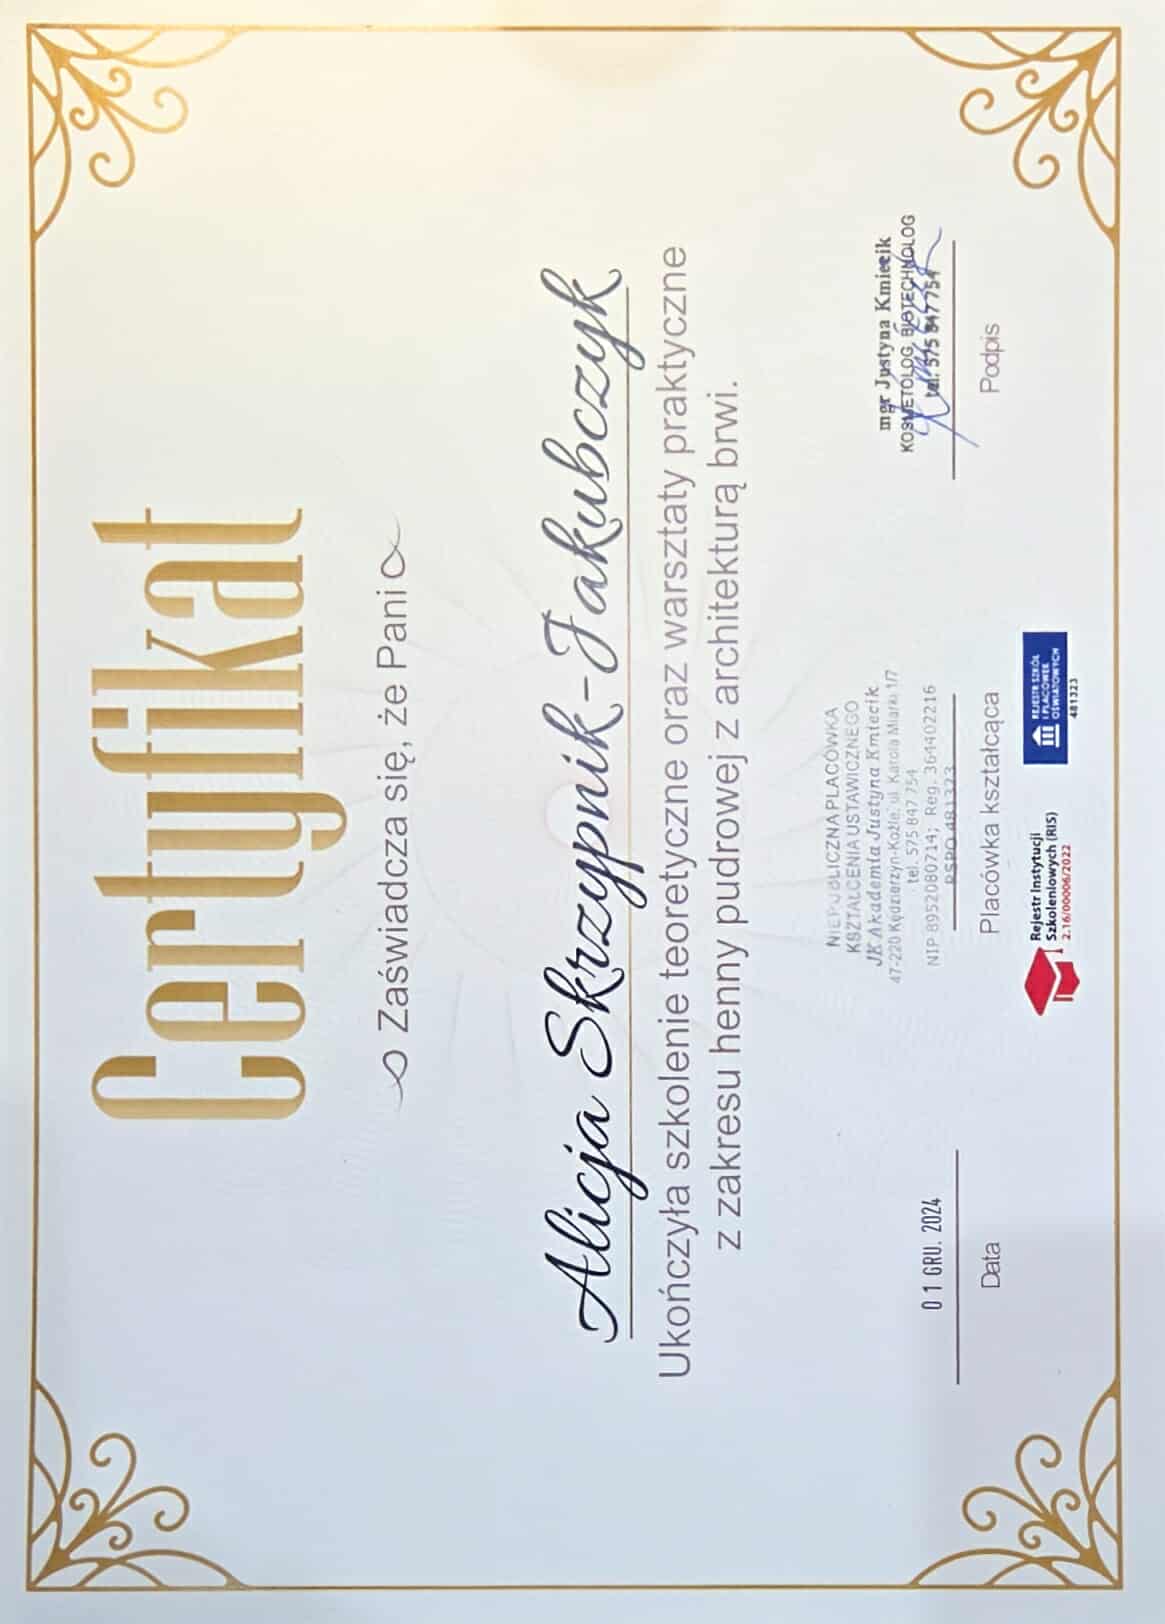 Certyfikat
Zaświadcza się, że Pani
Alicja Skrzypnik-Jakubczyk
Ukończyła szkolenie teoretyczne oraz warsztaty praktyczne
z zakresu henny pudrowej z architekturą brwi.
01 GRU. 2024
Data
NIEPUBLICZNA PLACÓWKA
KSZTAŁCENIA USTAWICZNEGO
JK Akademia Justyna Kmiecik
47-220 Kędzierzyn-Koźle, ul. Karola Miarki 1/7
tel. 575 847 754
NIP 8952080714; Reg. 364402216
RSPO 481323
Placówka kształcąca
mgr Justyna Kmiecik
KOSMETOLOG, BIOTECHNOLOG
tel. 575 847 754
Podpis
Rejestr Instytucji
Szkoleniowych (RIS)
2.16/00006/2022
REJESTR SZKÓŁ
I PLACÓWEK
OŚWIATOWYCH
481323